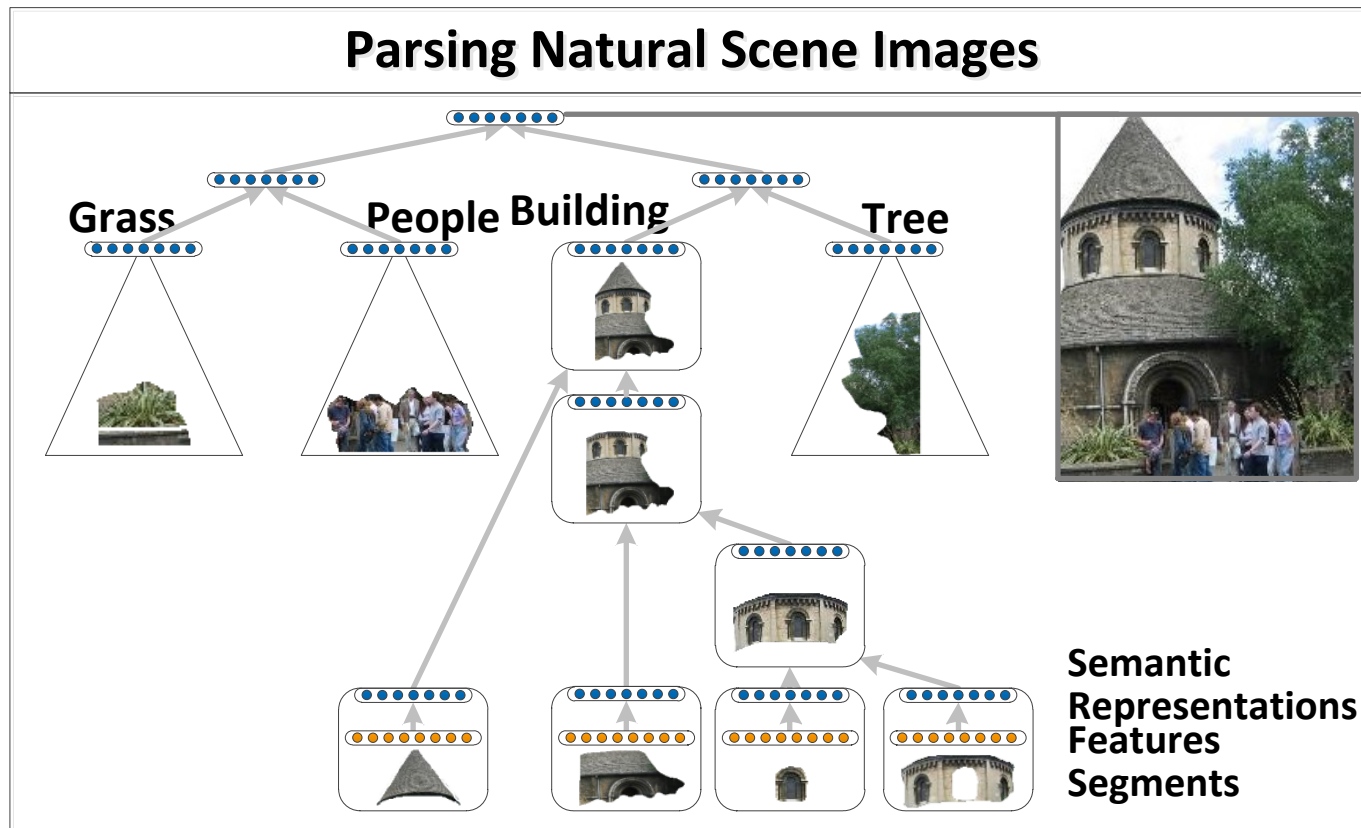 Parsing Natural Scene Images
Grass
People
Building
Tree
Semantic
Representations
Features
Segments